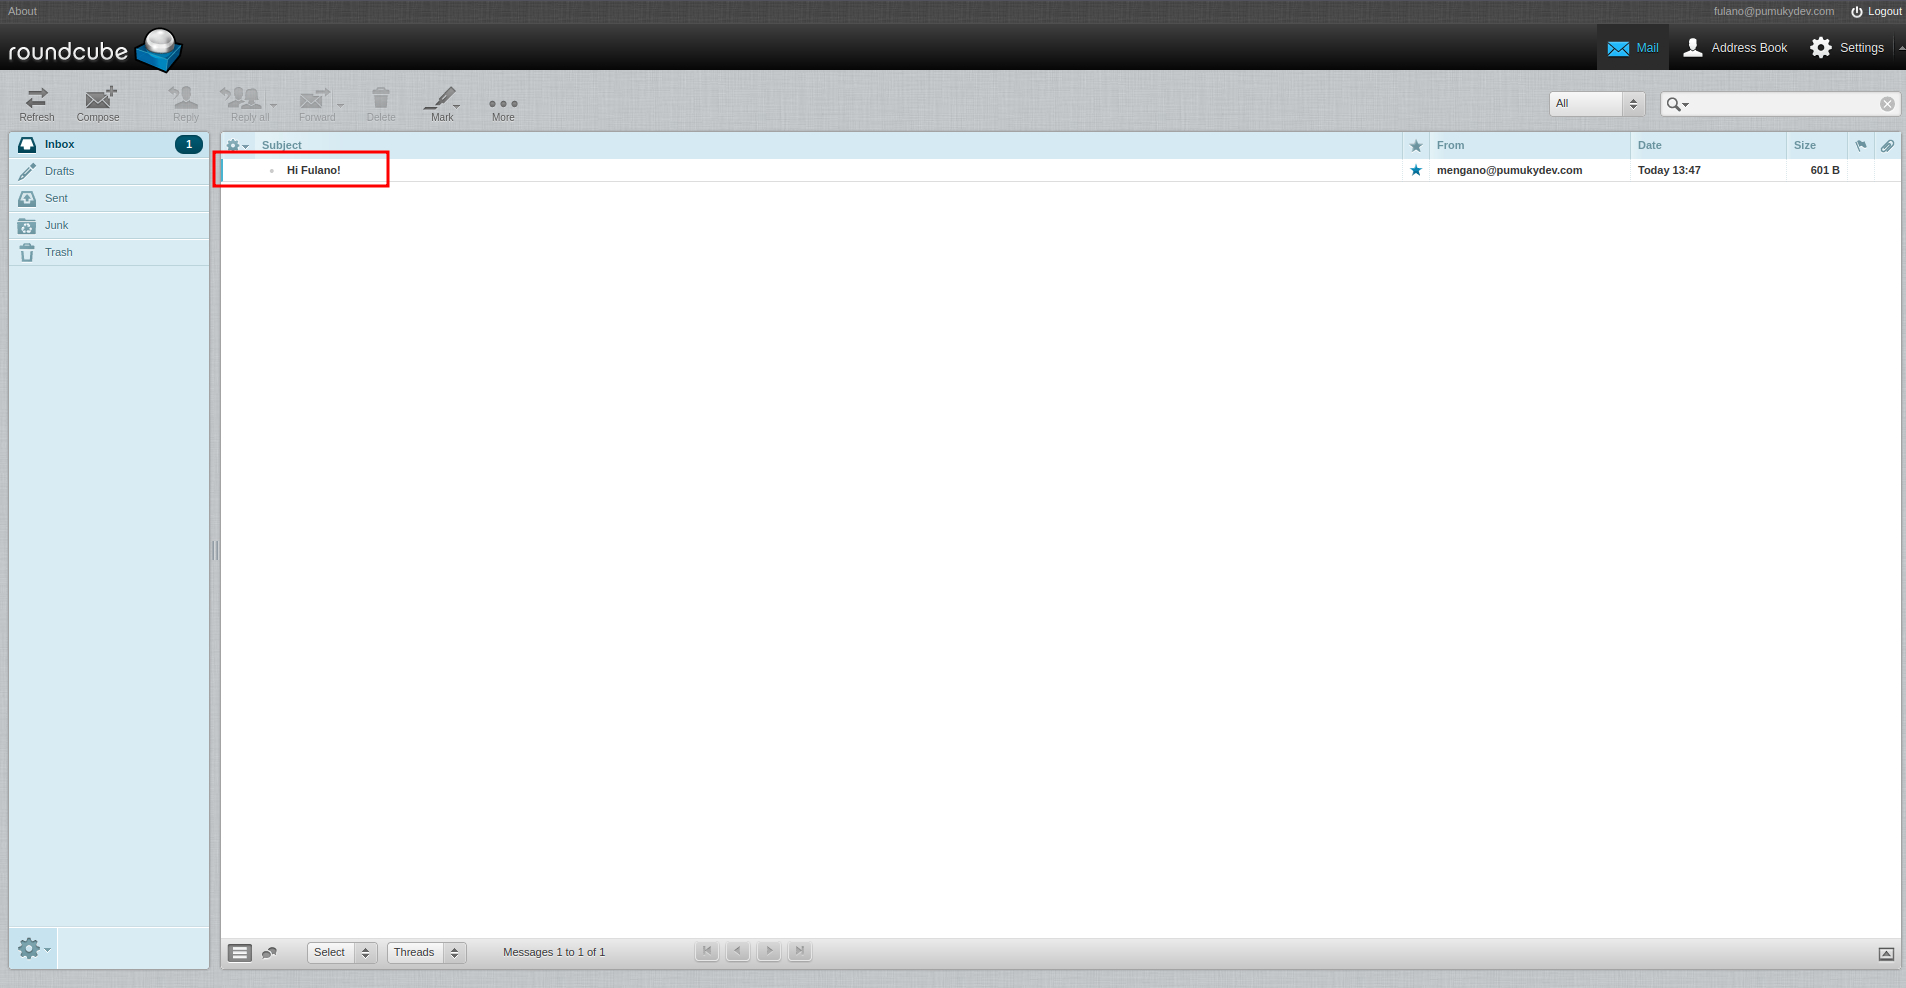 About
fulano@pumukydev.com Logout
roundcube
Mail Address Book Settings
Refresh Compose Reply Reply all Forward Delete Mark More
All
Inbox 1
Drafts
Sent
Junk
Trash
Subject From Date Size
Hi Fulano! mengano@pumukydev.com Today 13:47 601 B
Select Threads Messages 1 to 1 of 1